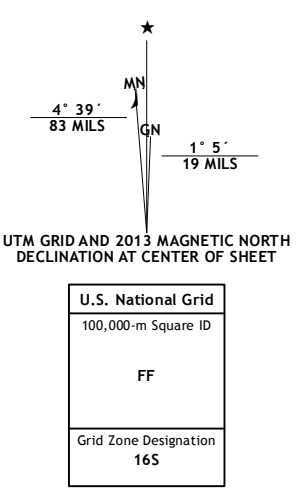 ★
MN
4° 39´
83 MILS
GN
1° 5´
19 MILS
UTM GRID AND 2013 MAGNETIC NORTH
DECLINATION AT CENTER OF SHEET
U.S. National Grid
100,000-m Square ID
FF
Grid Zone Designation
16S